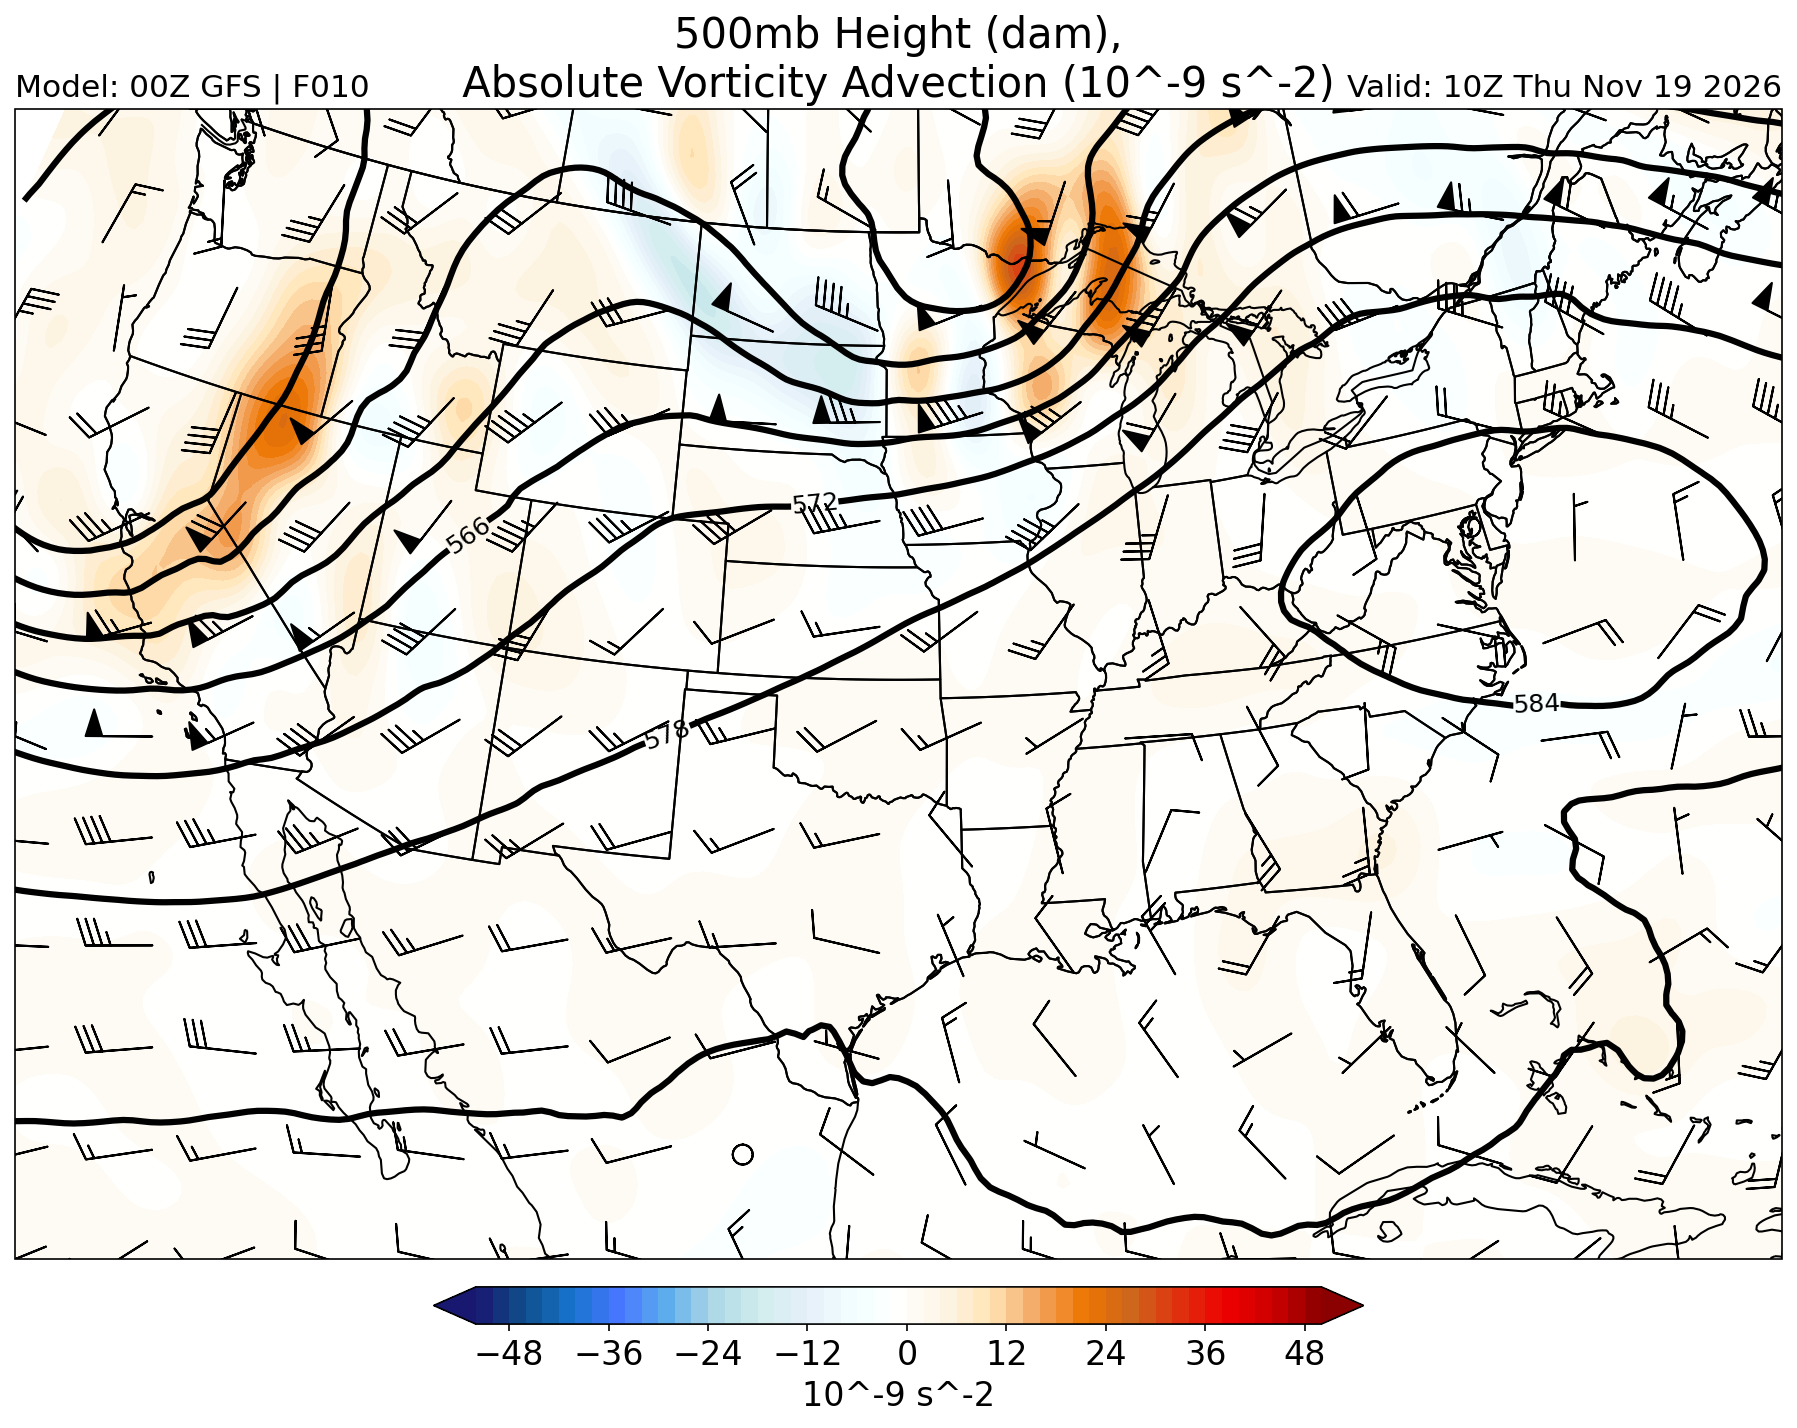 500mb Height (dam),
Model: 00Z GFS | F010 Absolute Vorticity Advection (10^-9 s^-2) Valid: 10Z Thu Nov 19 2026
572
566
584
578
−48 −36 −24 −12 0 12 24 36 48
10^-9 s^-2